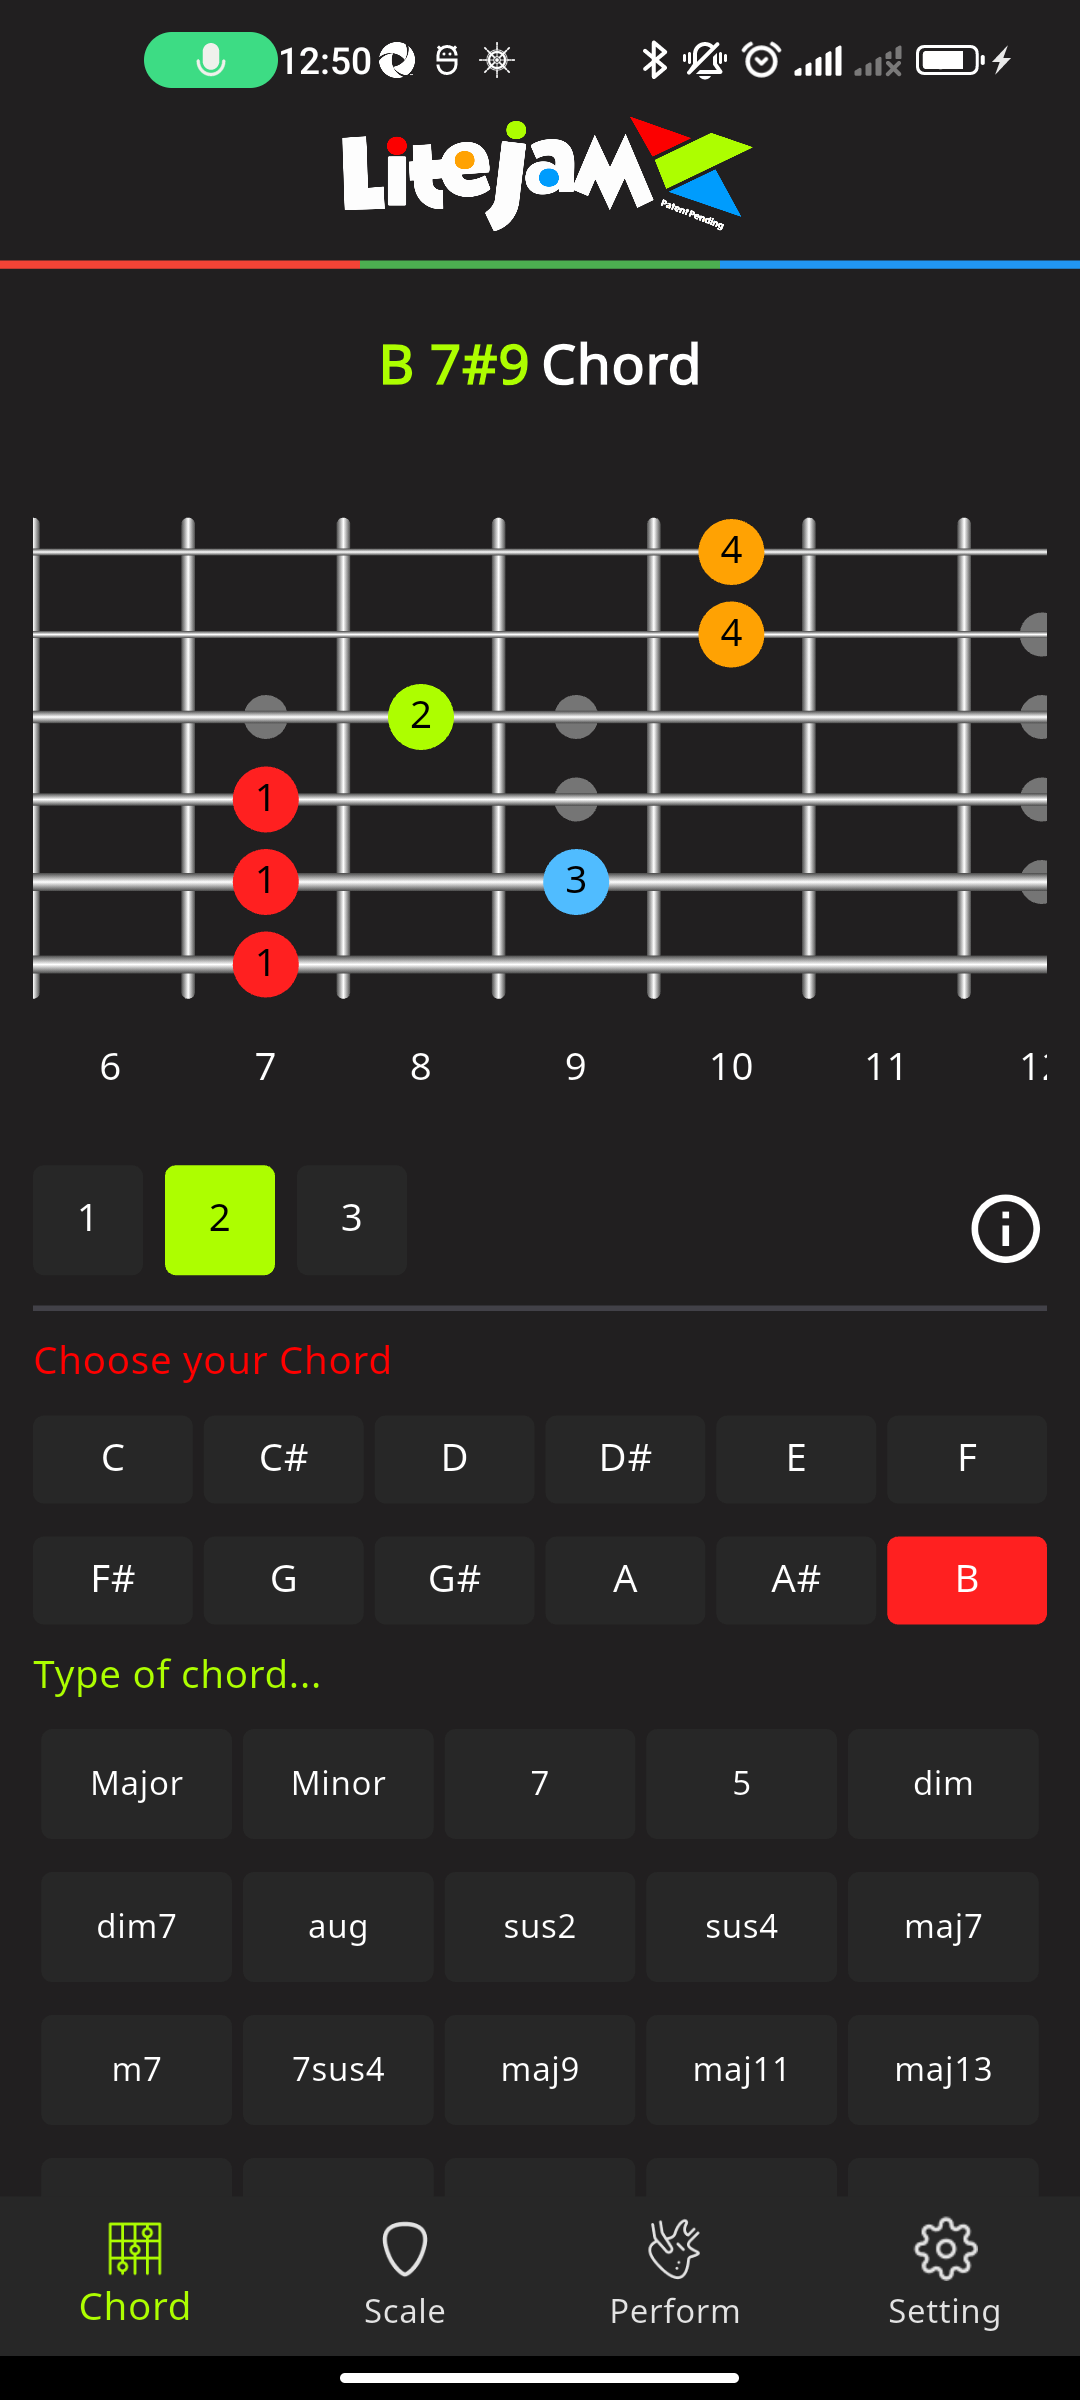 12:50
Litejam
Patent Pending
B 7#9 Chord
4
4
2
1
1 3
1
6 7 8 9 10 11
1 2 3
Choose your Chord
C C# D D# E F
F# G G# A A# B
Type of chord...
Major Minor 7 5 dim
dim7 aug sus2 sus4 maj7
m7 7sus4 maj9 maj11 maj13
Chord Scale Perform Setting